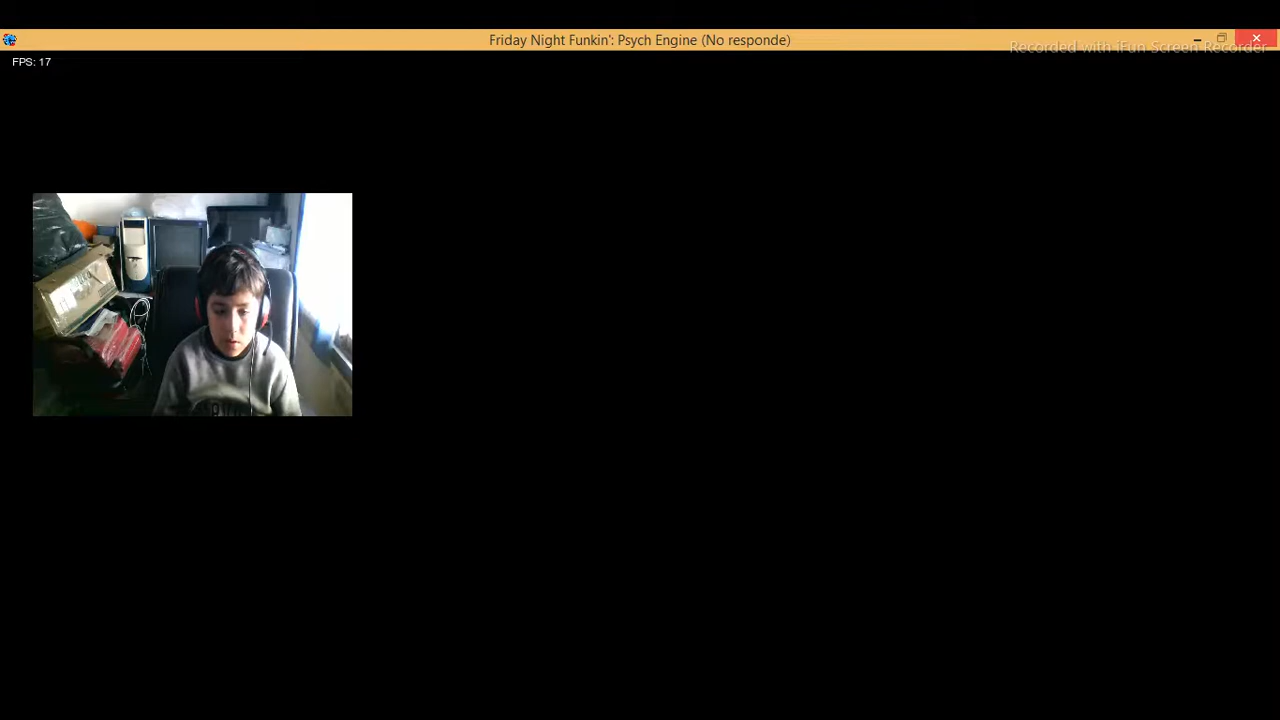 Friday Night Funkin': Psych Engine (No responde)
Recorded with iFun Screen Recorder
FPS: 17